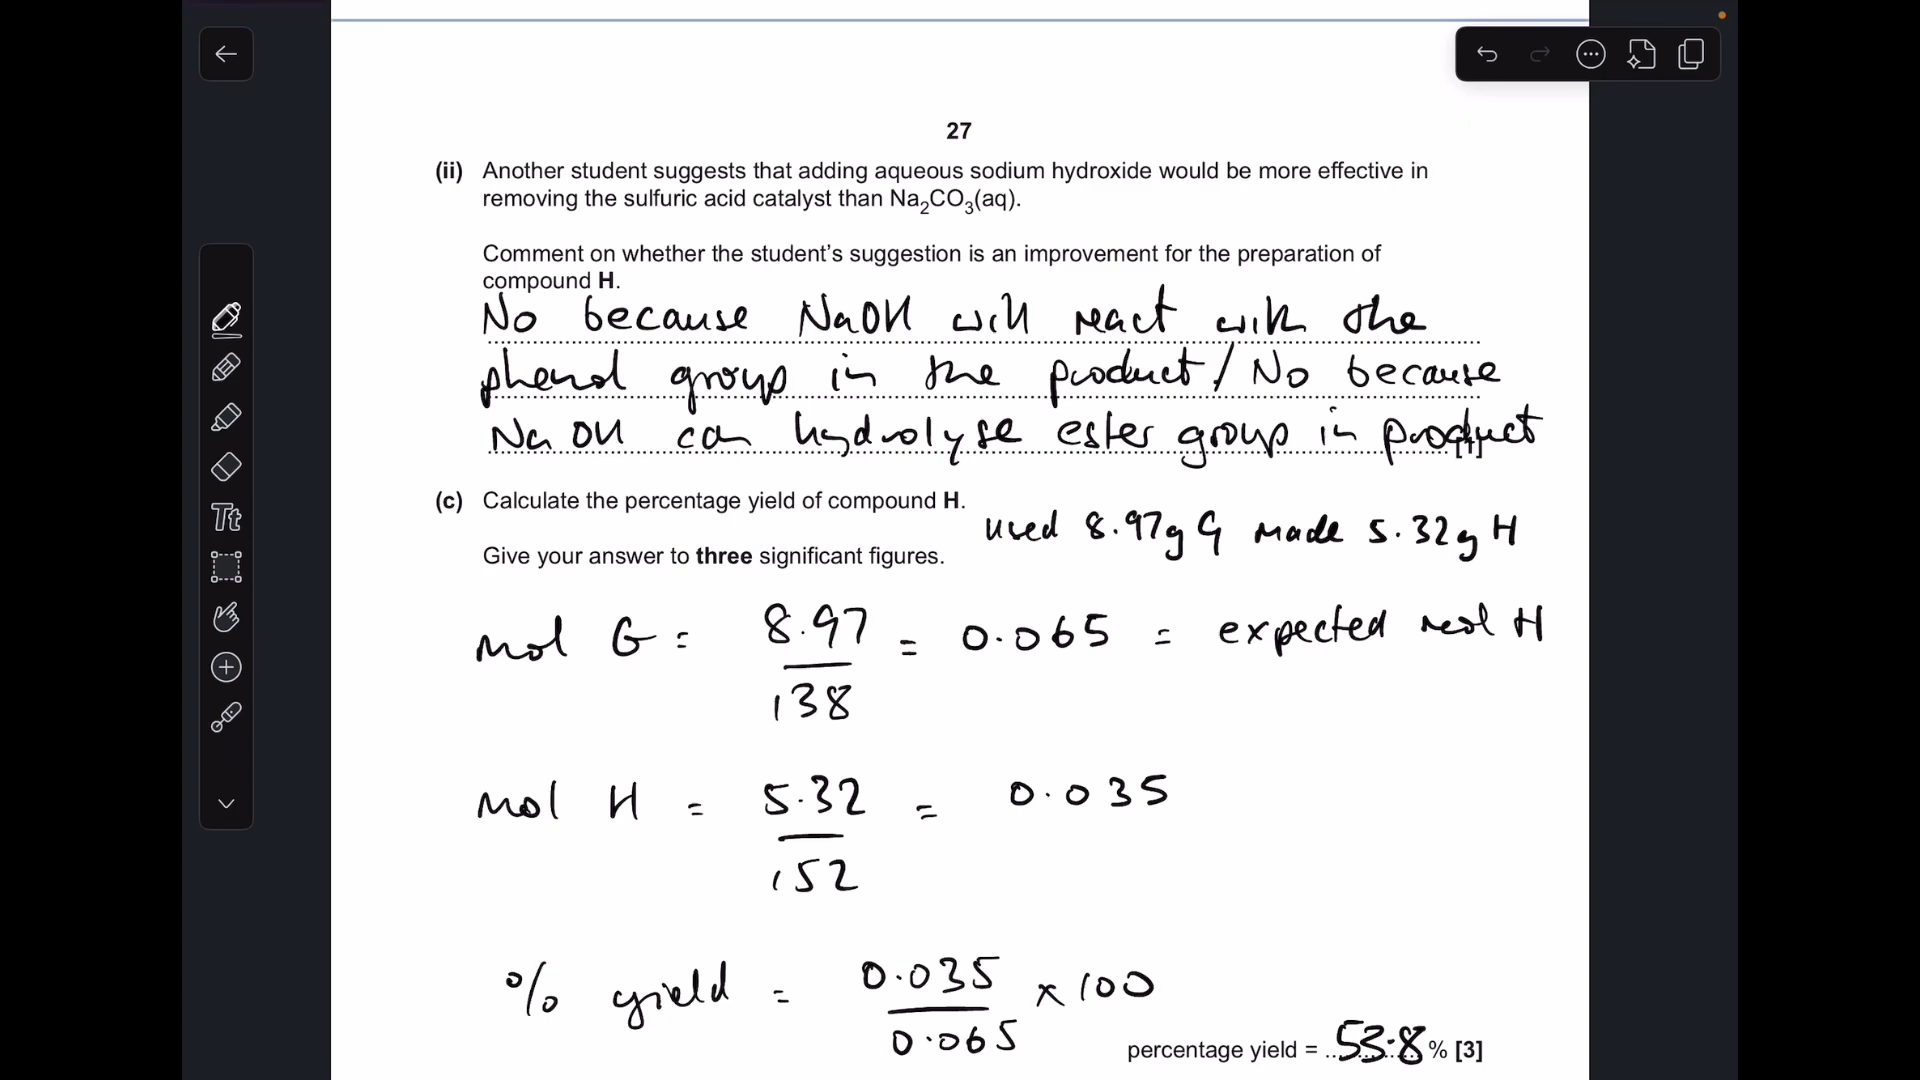 27
(ii) Another student suggests that adding aqueous sodium hydroxide would be more effective in
removing the sulfuric acid catalyst than Na₂CO₃(aq).
Comment on whether the student's suggestion is an improvement for the preparation of
compound H.
No because NaOH will react with the
phenol group in the product / No because
NaOH can hydrolyse ester group in product
[1]
(c) Calculate the percentage yield of compound H.
used 8.97g G made 5.32g H
Give your answer to three significant figures.
mol G = 8.97/138 = 0.065 = expected mol H
mol H = 5.32/152 = 0.035
% yield = 0.035/0.065 × 100
percentage yield = 53.8 % [3]
Tt